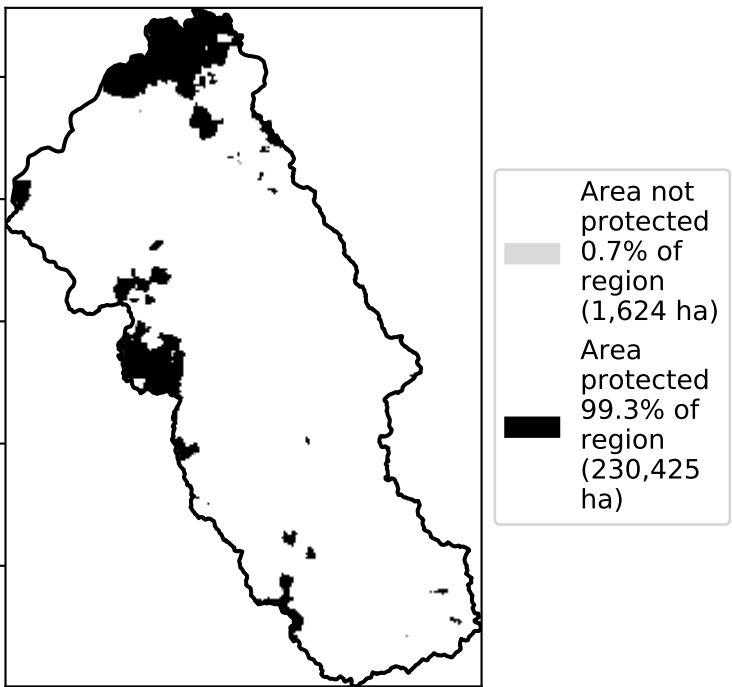 Area not
protected
0.7% of
region
(1,624 ha)
Area
protected
99.3% of
region
(230,425
ha)